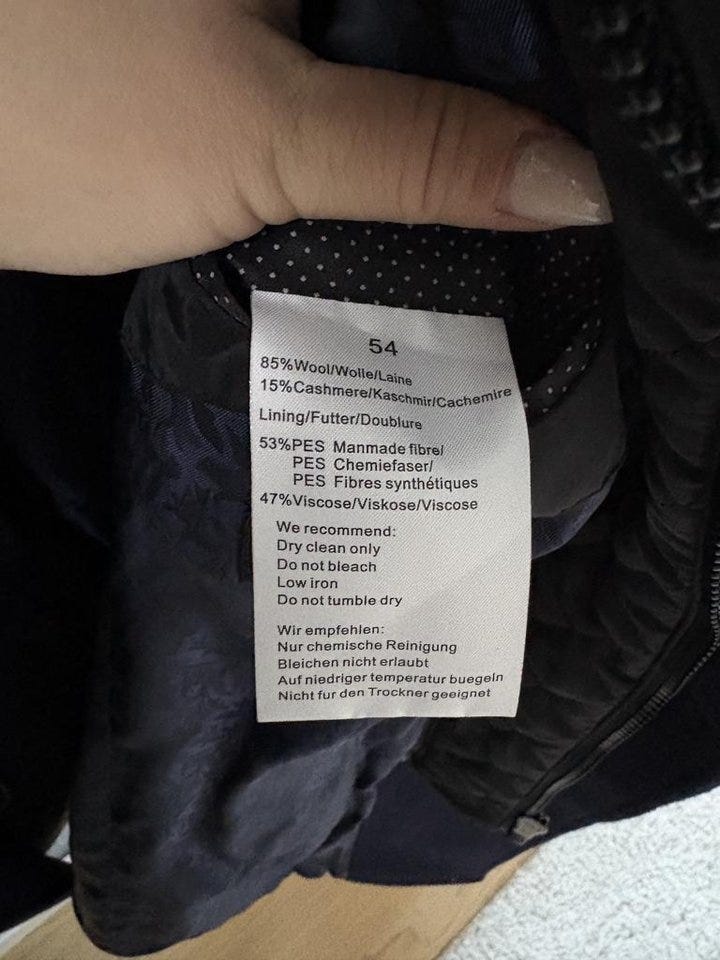 54
85%Wool/Wolle/Laine
15%Cashmere/Kaschmir/Cachemire
Lining/Futter/Doublure
53%PES Manmade fibre/
PES Chemiefaser/
PES Fibres synthétiques
47%Viscose/Viskose/Viscose
We recommend:
Dry clean only
Do not bleach
Low iron
Do not tumble dry
Wir empfehlen:
Nur chemische Reinigung
Bleichen nicht erlaubt
Auf niedriger temperatur buegeln
Nicht fur den Trockner geeignet